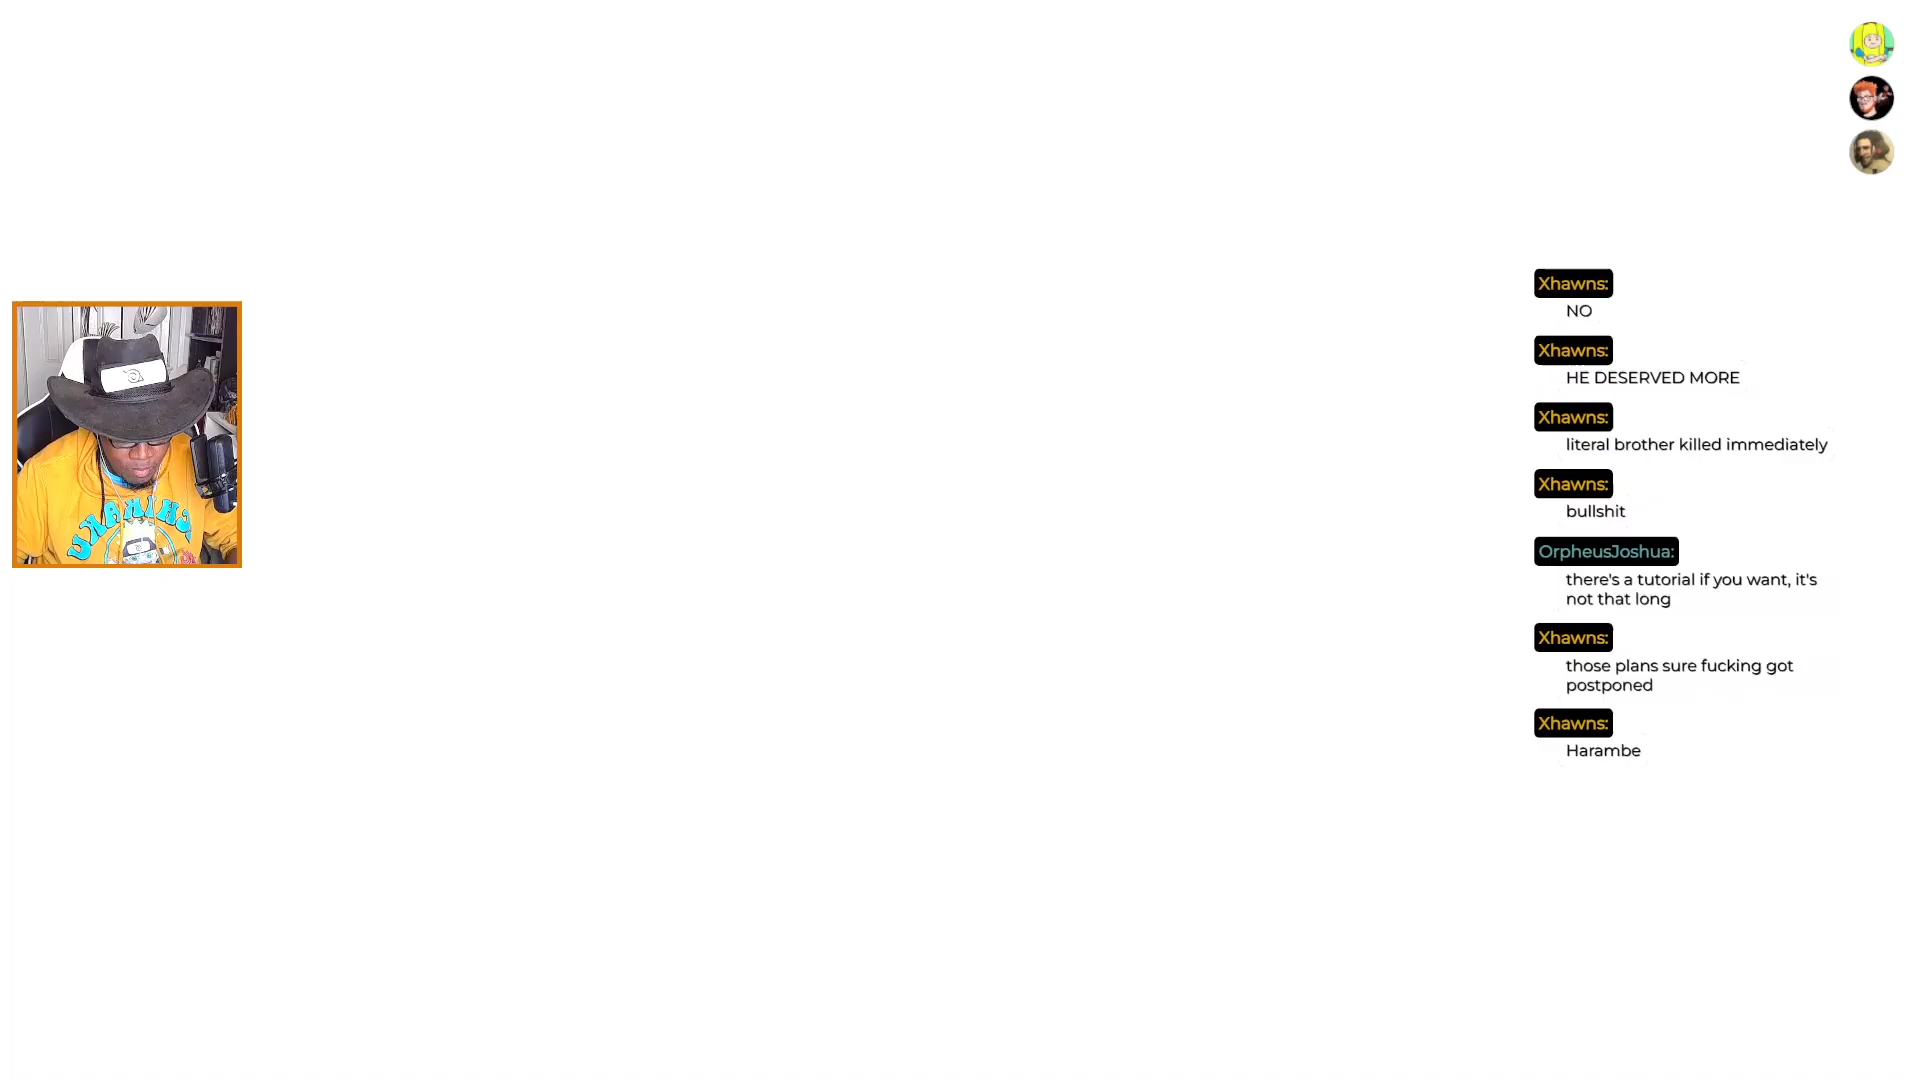 Xhawns:
NO
Xhawns:
HE DESERVED MORE
Xhawns:
literal brother killed immediately
Xhawns:
bullshit
OrpheusJoshua:
there's a tutorial if you want, it's
not that long
Xhawns:
those plans sure fucking got
postponed
Xhawns:
Harambe
UZUMAKI